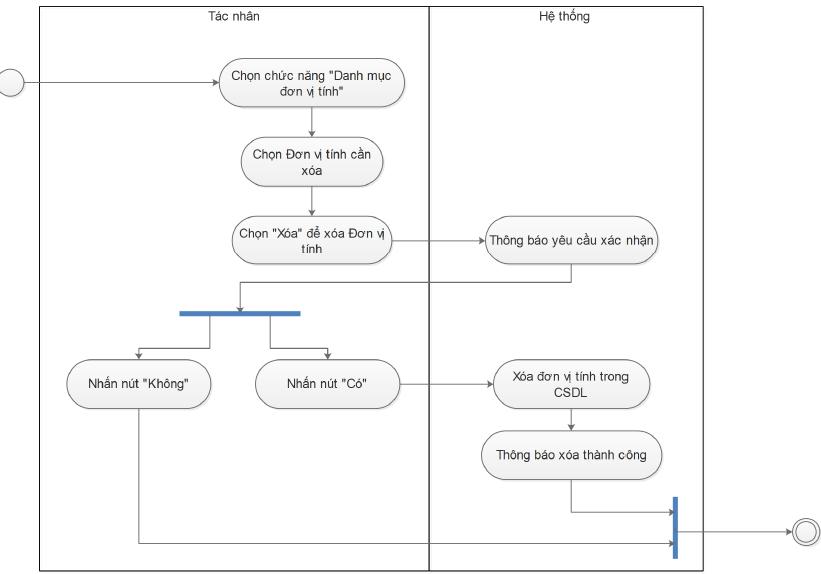 Tác nhân
Hệ thống
Chọn chức năng "Danh mục
đơn vị tính"
Chọn Đơn vị tính cần
xóa
Chọn "Xóa" để xóa Đơn vị
tính
Thông báo yêu cầu xác nhận
Nhấn nút "Không"
Nhấn nút "Có"
Xóa đơn vị tính trong
CSDL
Thông báo xóa thành công